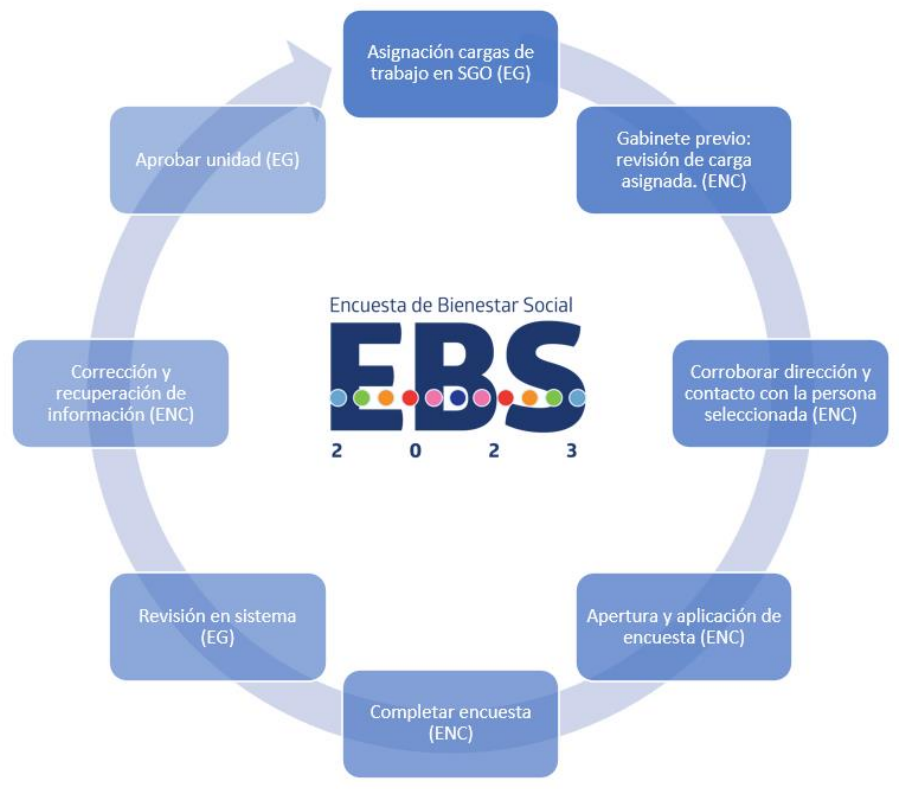 Asignación cargas de
trabajo en SGO (EG)
Gabinete previo:
revisión de carga
asignada. (ENC)
Corroborar dirección y
contacto con la persona
seleccionada (ENC)
Apertura y aplicación de
encuesta (ENC)
Completar encuesta
(ENC)
Revisión en sistema
(EG)
Corrección y
recuperación de
información (ENC)
Aprobar unidad (EG)
Encuesta de Bienestar Social
EBS
2 0 2 3